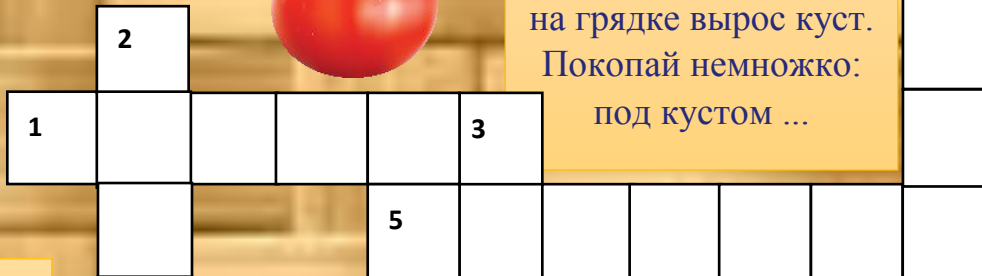 на грядке вырос куст.
Покопай немножко:
под кустом ...
2
1
3
5